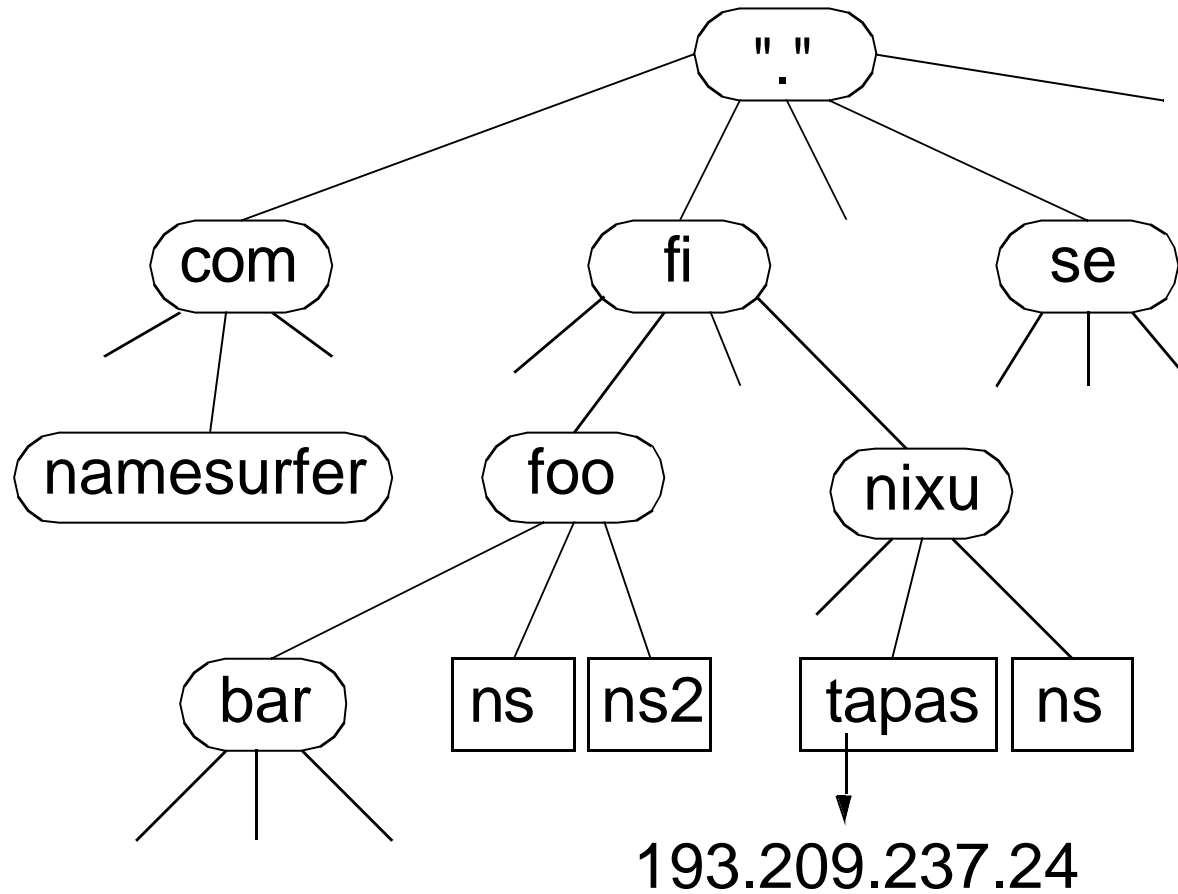 "."
com
fi
se
namesurfer
foo
nixu
bar
ns
ns2
tapas
ns
193.209.237.24